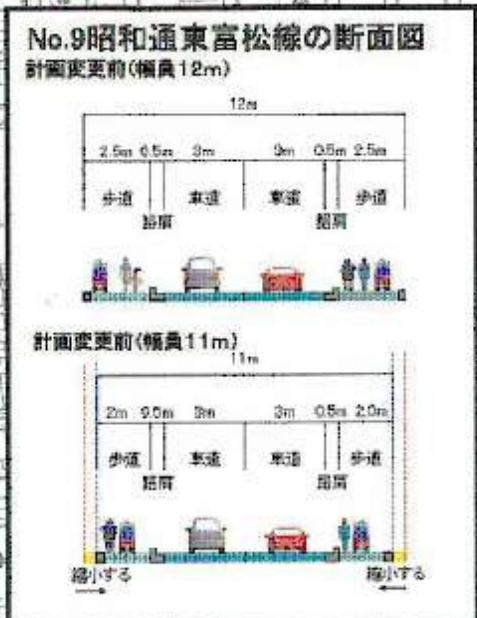 No.9昭和通東富松線の断面図
計画変更前(幅員12m)
12m
2.5m 0.5m 3m 3m 0.5m 2.5m
歩道 車道 車道 歩道
路肩 路肩
計画変更前(幅員11m)
11m
2m 0.5m 3m 3m 0.5m 2.0m
歩道 車道 車道 歩道
路肩 路肩
縮小する 縮小する